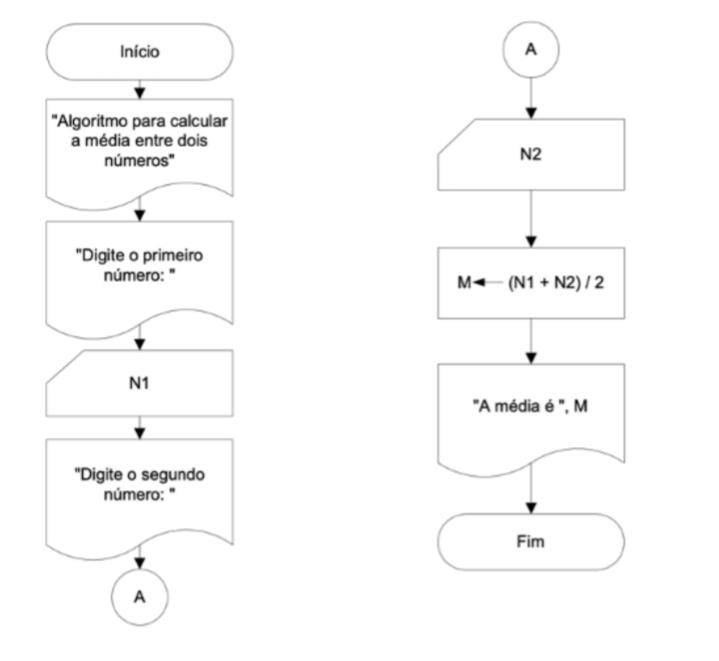 Início
"Algoritmo para calcular
a média entre dois
números"
"Digite o primeiro
número: "
N1
"Digite o segundo
número: "
A
A
N2
M ← (N1 + N2) / 2
"A média é ", M
Fim